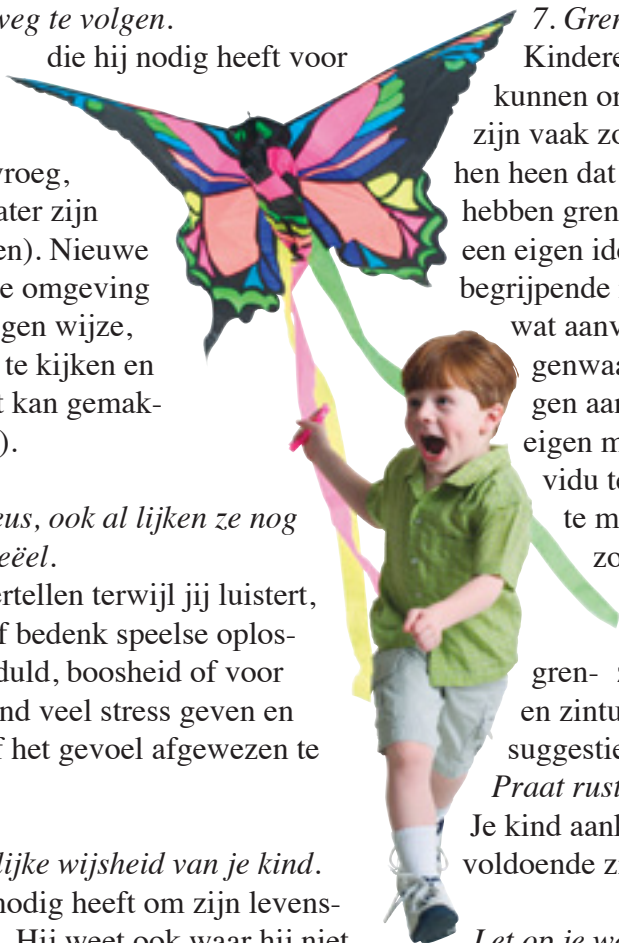 weg te volgen.
die hij nodig heeft voor
vroeg,
ater zijn
en). Nieuwe
e omgeving
gen wijze,
te kijken en
t kan gemak-
).
eus, ook al lijken ze nog
eëel.
ertellen terwijl jij luistert,
f bedenk speelse oplos-
duld, boosheid of voor
nd veel stress geven en
f het gevoel afgewezen te
lijke wijsheid van je kind.
nodig heeft om zijn levens-
Hij weet ook waar hij niet
7. Gren
Kindere
kunnen on
zijn vaak zo
hen heen dat
hebben gren
een eigen ide
begrijpende
wat aanv
genwaa
gen aan
eigen m
vidu te
te m
zo
gren- z
en zintu
suggestie
Praat rust
Je kind aanl
voldoende zi
Let op je wo